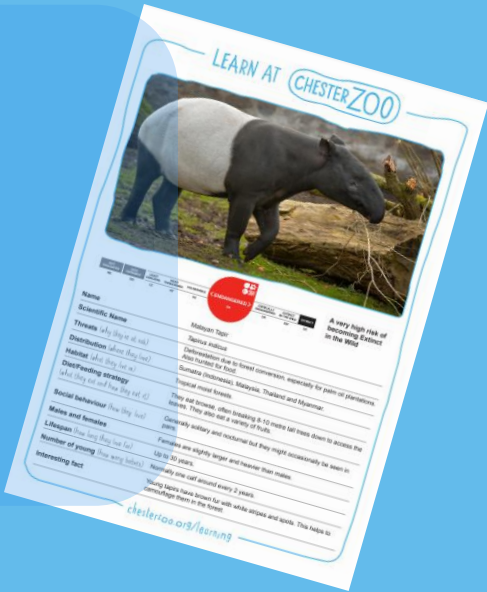 LEARN AT CHESTER ZOO
ENDANGERED
EXTINCT
A very high risk of
becoming Extinct
in the Wild
Name
Malayan Tapir
Scientific Name
Tapirus indicus
Threats (why they're at risk)
Deforestation due to forest conversion, especially for palm oil plantations.
Also hunted for food.
Distribution (where they live)
Sumatra (Indonesia), Malaysia, Thailand and Myanmar.
Habitat (what they live in)
Tropical moist forests.
Diet/Feeding strategy
(what they eat and how they get it)
They eat browse, often breaking 8-10 metre tall trees down to access the
leaves. They also eat a variety of fruits.
Social behaviour (how they live)
Generally solitary and nocturnal but they might occasionally be seen in
pairs.
Males and females
Females are slightly larger and heavier than males.
Lifespan (how long they live for)
Up to 30 years.
Number of young (how many babies)
Normally one calf around every 2 years.
Interesting fact
Young tapirs have brown fur with white stripes and spots. This helps to
camouflage them in the forest.
chesterzoo.org/learning